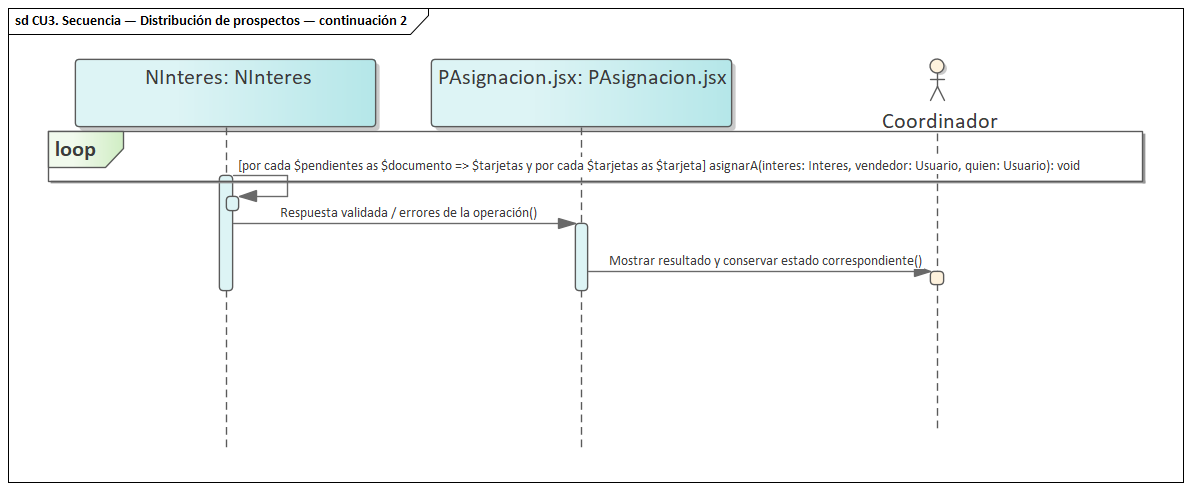 sd CU3. Secuencia — Distribución de prospectos — continuación 2
NInteres: NInteres
PAsignacion.jsx: PAsignacion.jsx
Coordinador
loop
[por cada $pendientes as $documento => $tarjetas y por cada $tarjetas as $tarjeta] asignarA(interes: Interes, vendedor: Usuario, quien: Usuario): void
Respuesta validada / errores de la operación()
Mostrar resultado y conservar estado correspondiente()